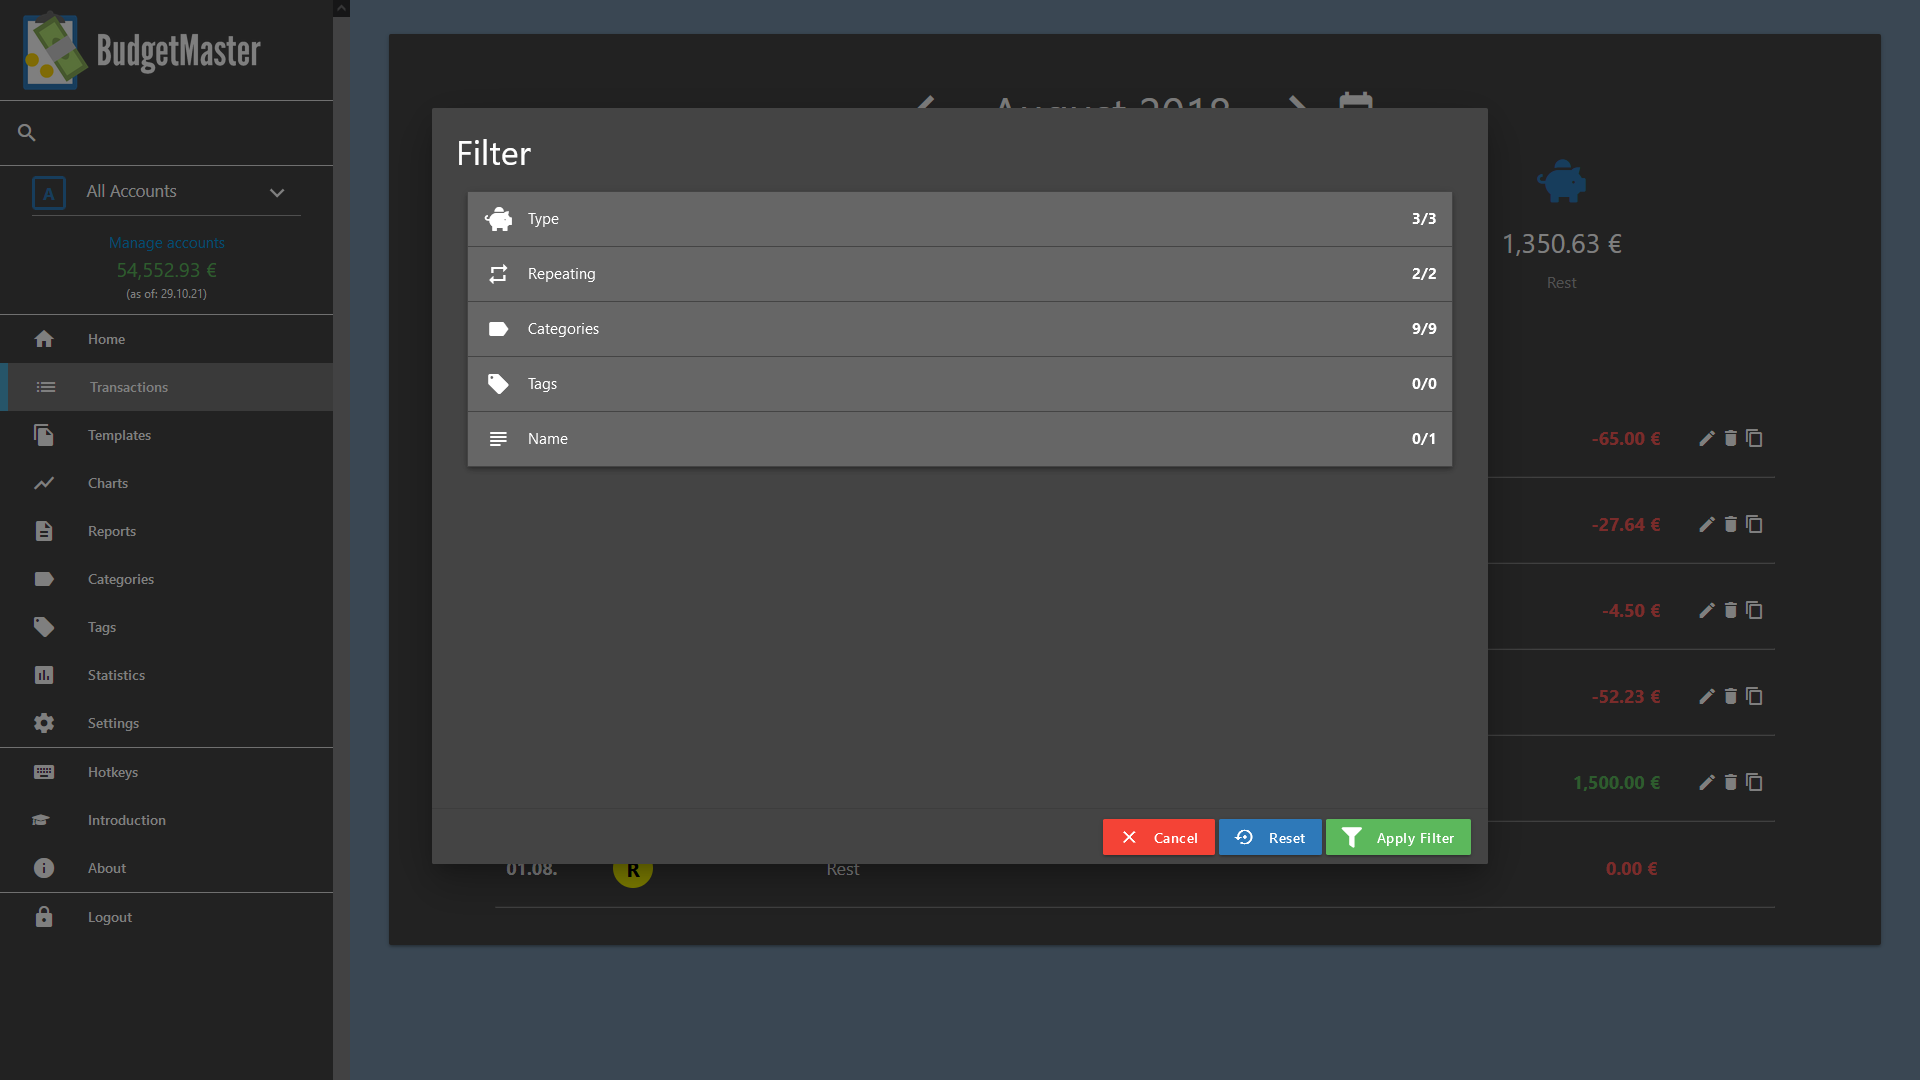 BudgetMaster
A All Accounts
Manage accounts
54,552.93 €
(as of: 29.10.21)
Home
Transactions
Templates
Charts
Reports
Categories
Tags
Statistics
Settings
Hotkeys
Introduction
About
Logout
August 2018
1,350.63 €
Rest
Filter
Type 3/3
Repeating 2/2
Categories 9/9
Tags 0/0
Name 0/1
Cancel Reset Apply Filter
-65.00 €
-27.64 €
-4.50 €
-52.23 €
1,500.00 €
01.08. R Rest 0.00 €